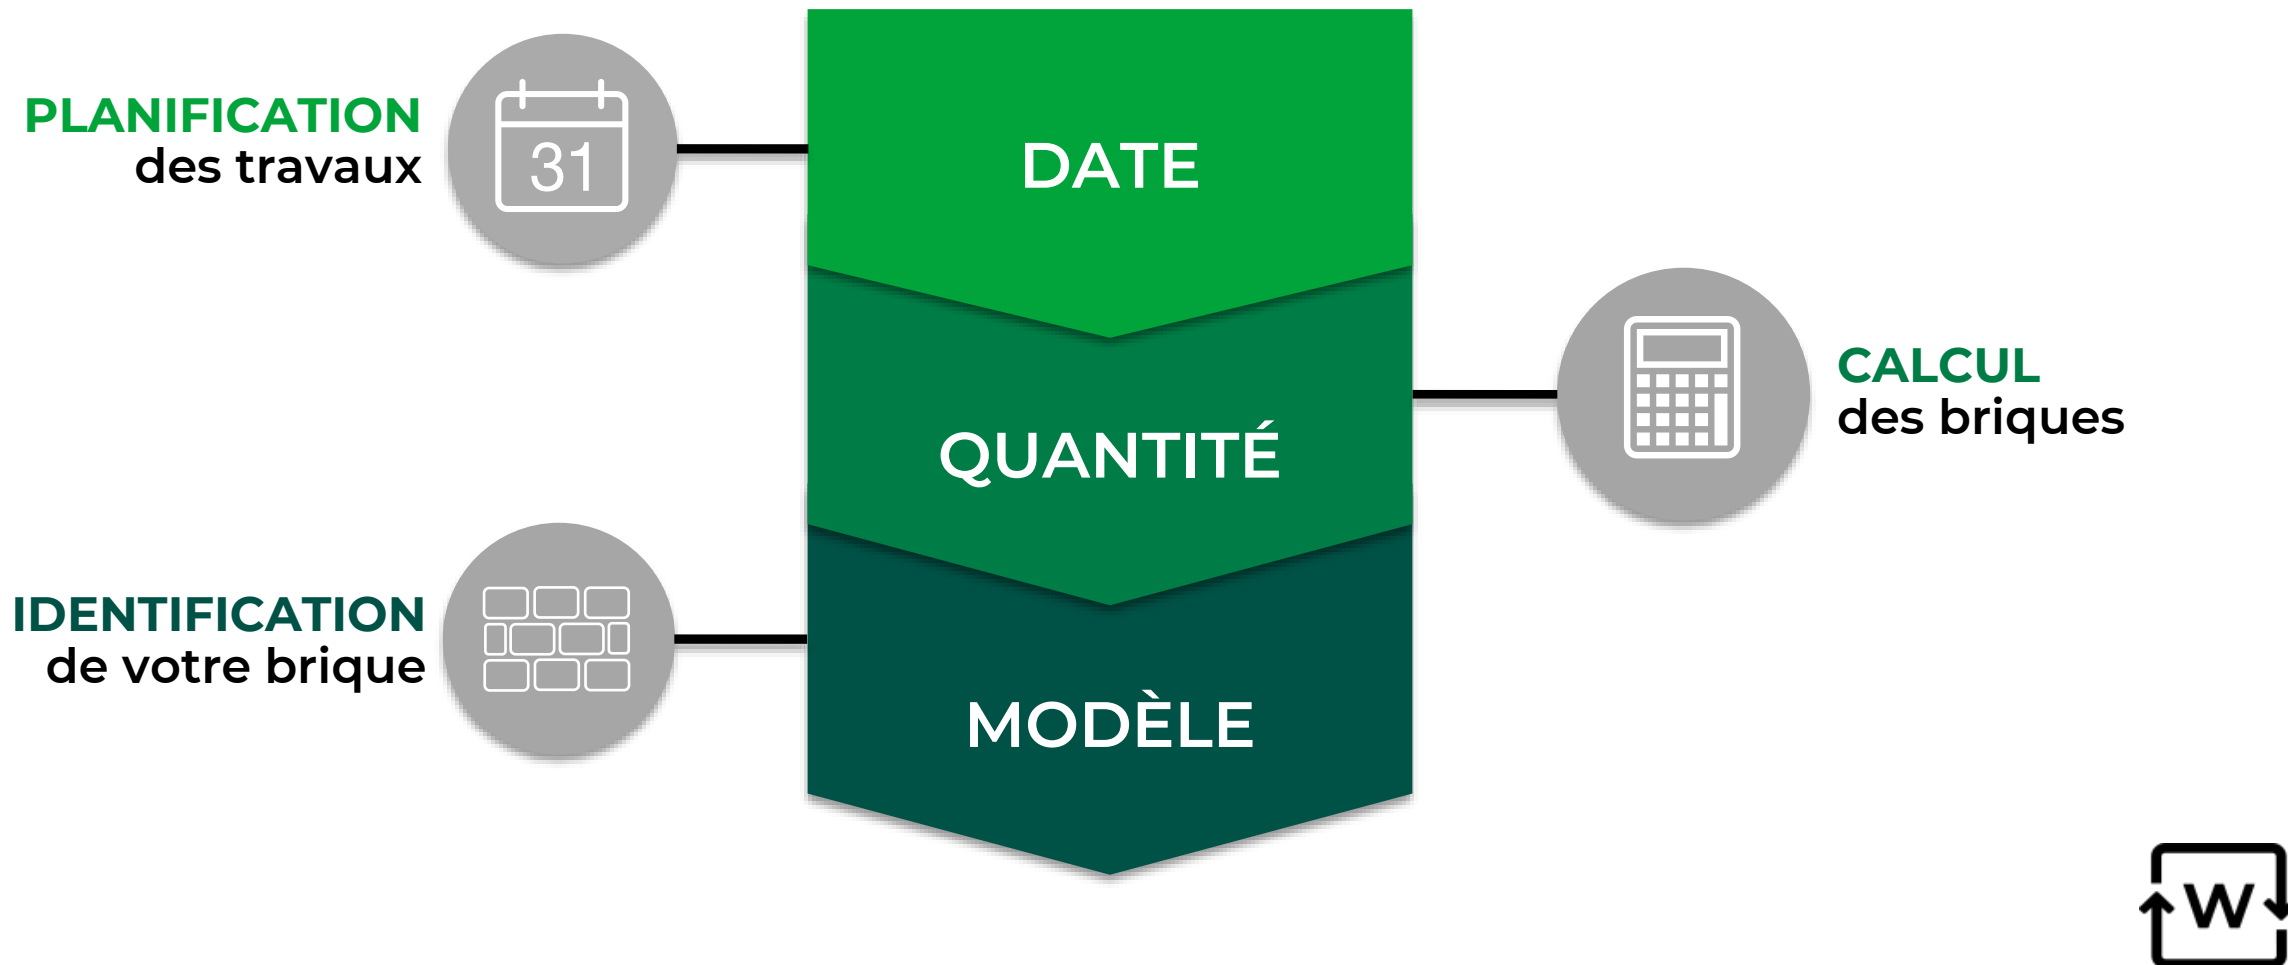 PLANIFICATION
des travaux
31
DATE
QUANTITÉ
CALCUL
des briques
IDENTIFICATION
de votre brique
MODÈLE
W